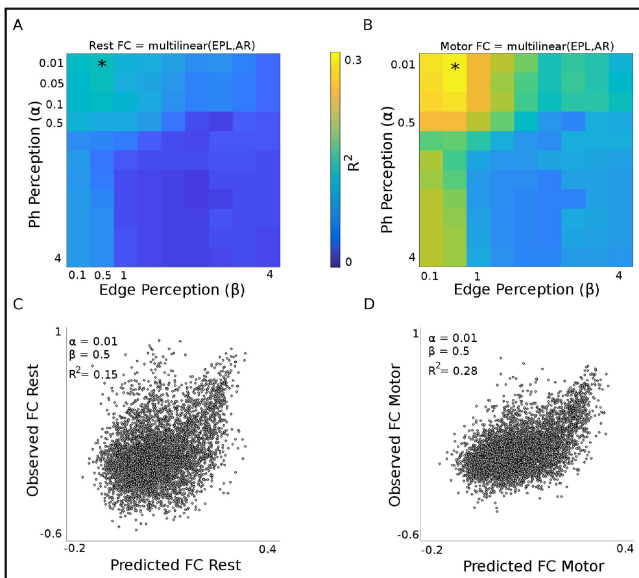 A
B
Rest FC = multilinear(EPL,AR)
Motor FC = multilinear(EPL,AR)
0.01
0.05
0.1
0.5
4
Ph Perception (α)
*
0.1 0.5 1 4
Edge Perception (β)
0.3
R²
0
0.01
0.5
4
Ph Perception (α)
*
0.1 1 4
Edge Perception (β)
C
D
1
α = 0.01
β = 0.5
R²= 0.15
Observed FC Rest
-0.6
-0.2 0.4
Predicted FC Rest
1
α = 0.01
β = 0.5
R²= 0.28
Observed FC Motor
-0.6
-0.2 0.4
Predicted FC Motor